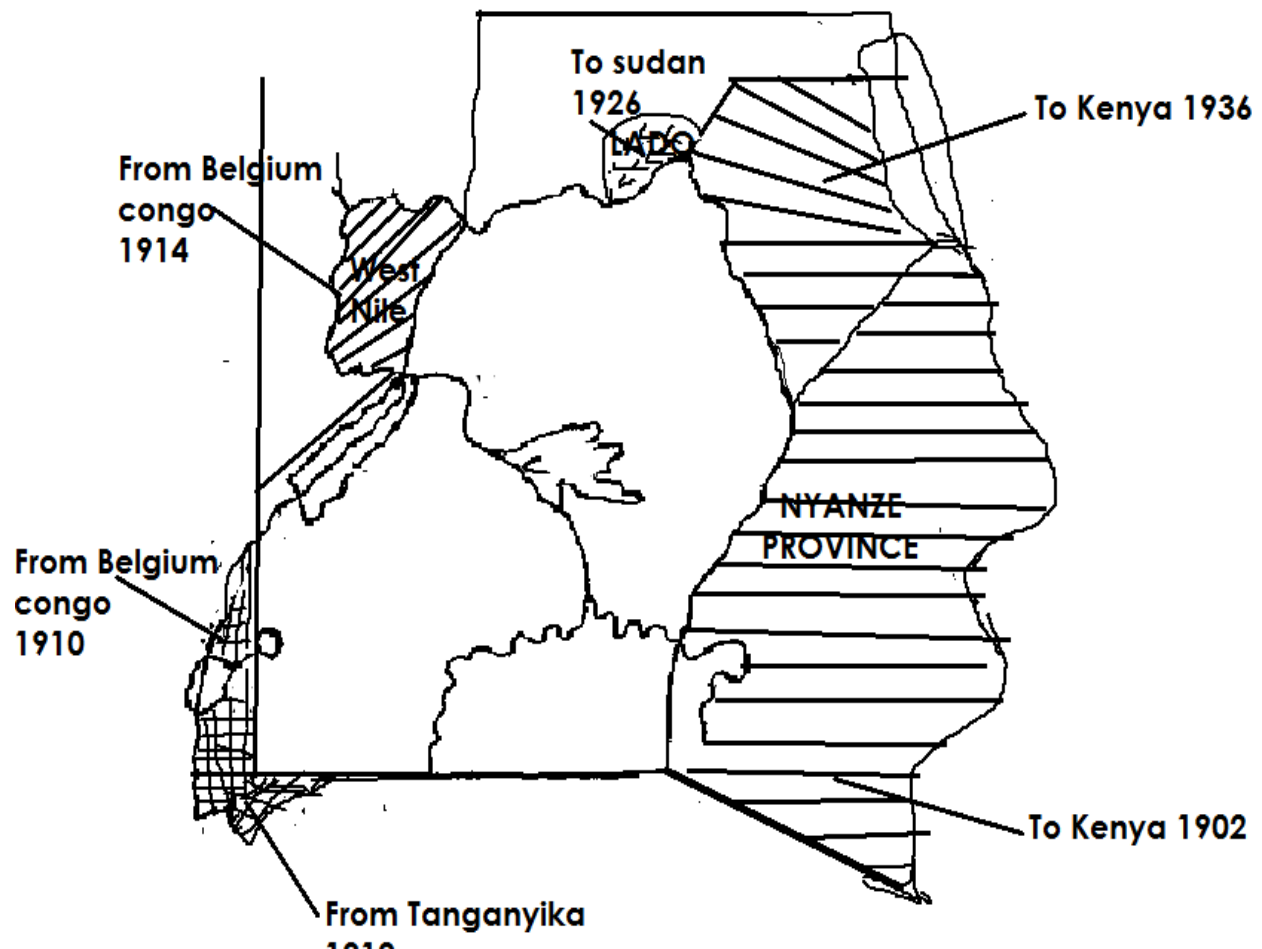 To sudan
1926
LADO
To Kenya 1936
From Belgium
congo
1914
West
Nile
NYANZE
PROVINCE
From Belgium
congo
1910
To Kenya 1902
From Tanganyika